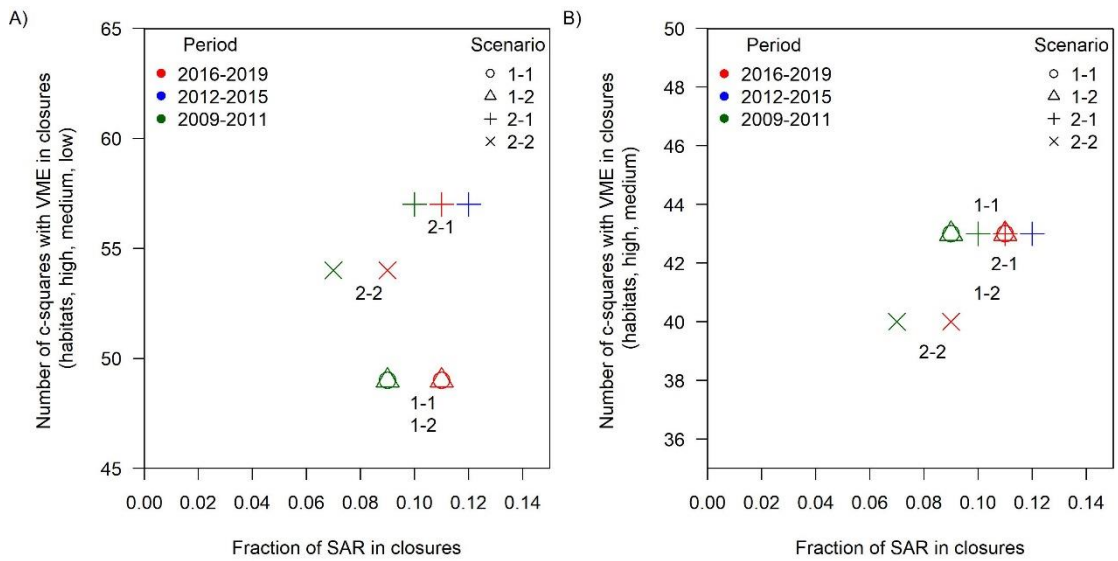 A)
Number of c-squares with VME in closures
(habitats, high, medium, low)
65
60
55
50
45
Period
2016-2019
2012-2015
2009-2011
Scenario
1-1
1-2
2-1
2-2
2-1
2-2
1-1
1-2
0.00 0.02 0.04 0.06 0.08 0.10 0.12 0.14
Fraction of SAR in closures
B)
Number of c-squares with VME in closures
(habitats, high, medium)
50
48
46
44
42
40
38
36
Period
2016-2019
2012-2015
2009-2011
Scenario
1-1
1-2
2-1
2-2
1-1
2-1
1-2
2-2
0.00 0.02 0.04 0.06 0.08 0.10 0.12 0.14
Fraction of SAR in closures